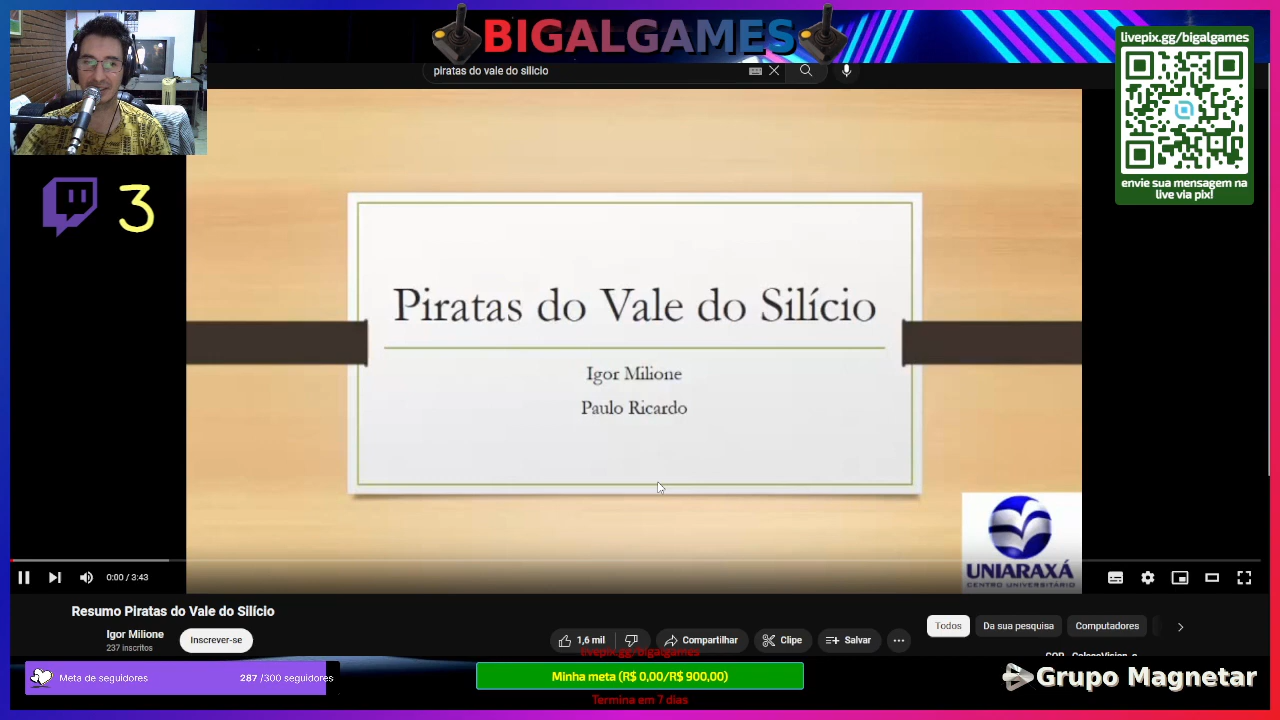 BIGALGAMES
livepix.gg/bigalgames
piratas do vale do silicio
envie sua mensagem na
live via pix!
3
Piratas do Vale do Silício
Igor Milione
Paulo Ricardo
UNIARAXÁ
CENTRO UNIVERSITÁRIO
0:00 / 3:43
Resumo Piratas do Vale do Silício
Igor Milione
237 inscritos
Inscrever-se
1,6 mil
Compartilhar
Clipe
Salvar
Todos
Da sua pesquisa
Computadores
livepix.gg/bigalgames
Meta de seguidores
287 /300 seguidores
Minha meta (R$ 0,00/R$ 900,00)
Termina em 7 dias
Grupo Magnetar